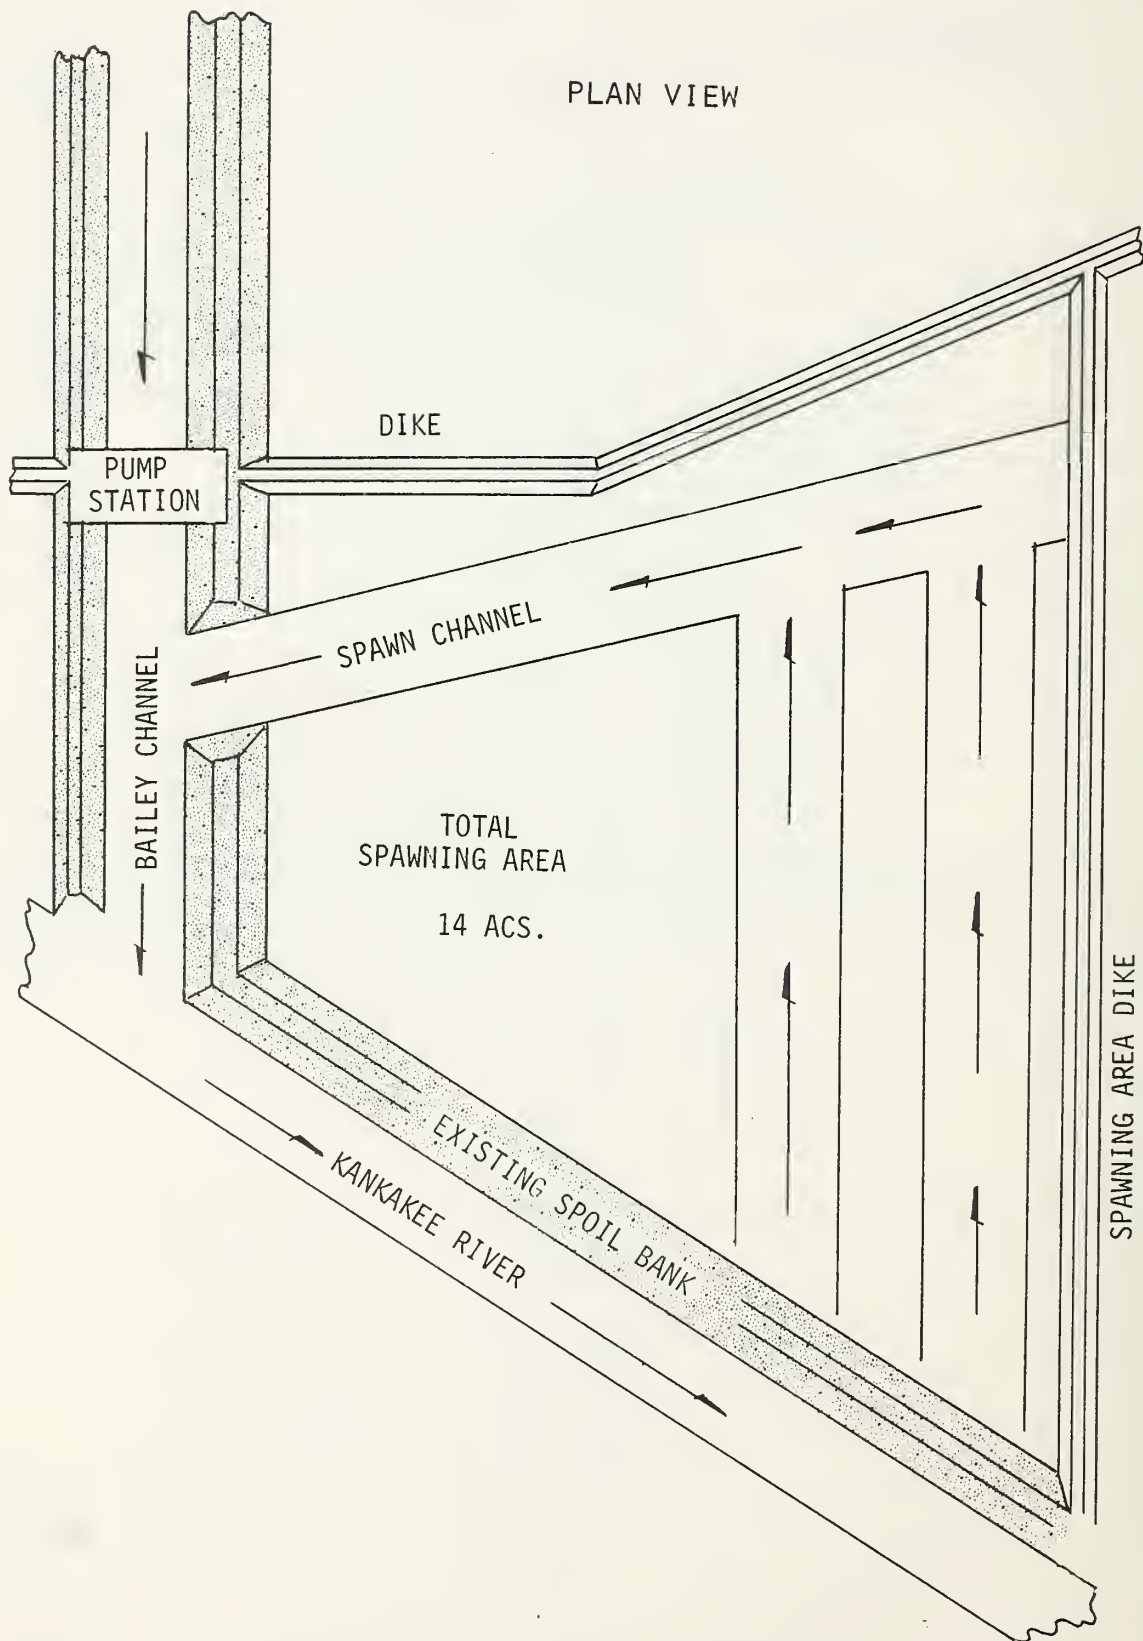 PLAN VIEW
DIKE
PUMP
STATION
SPAWN CHANNEL
BAILEY CHANNEL
TOTAL
SPAWNING AREA
14 ACS.
SPAWNING AREA DIKE
EXISTING SPOIL BANK
KANKAKEE RIVER